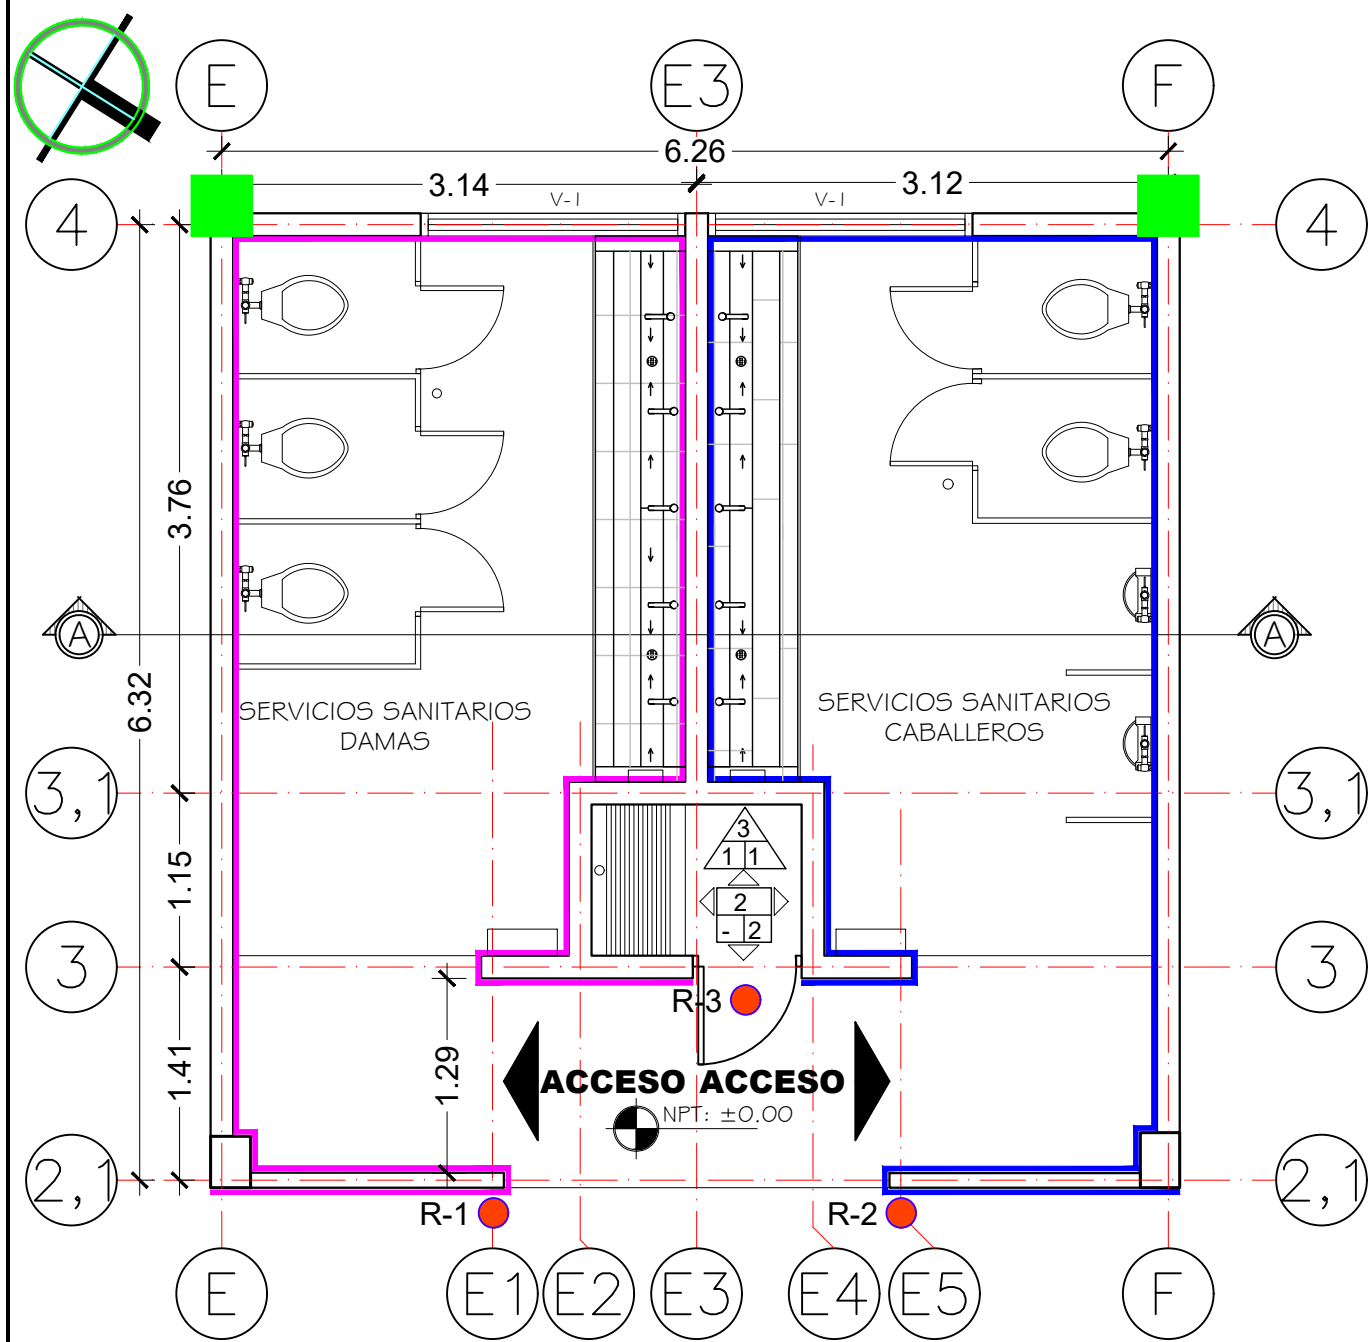 E E3 F
6.26
3.14 3.12
V-1 V-1
4 4
3.76
A A
6.32
SERVICIOS SANITARIOS
DAMAS
SERVICIOS SANITARIOS
CABALLEROS
3,1 3,1
3
1 1
1.15
2
- 2
3 3
R-3
1.41
1.29
ACCESO ACCESO
NPT: ±0.00
2,1 2,1
R-1 R-2
E E1 E2 E3 E4 E5 F